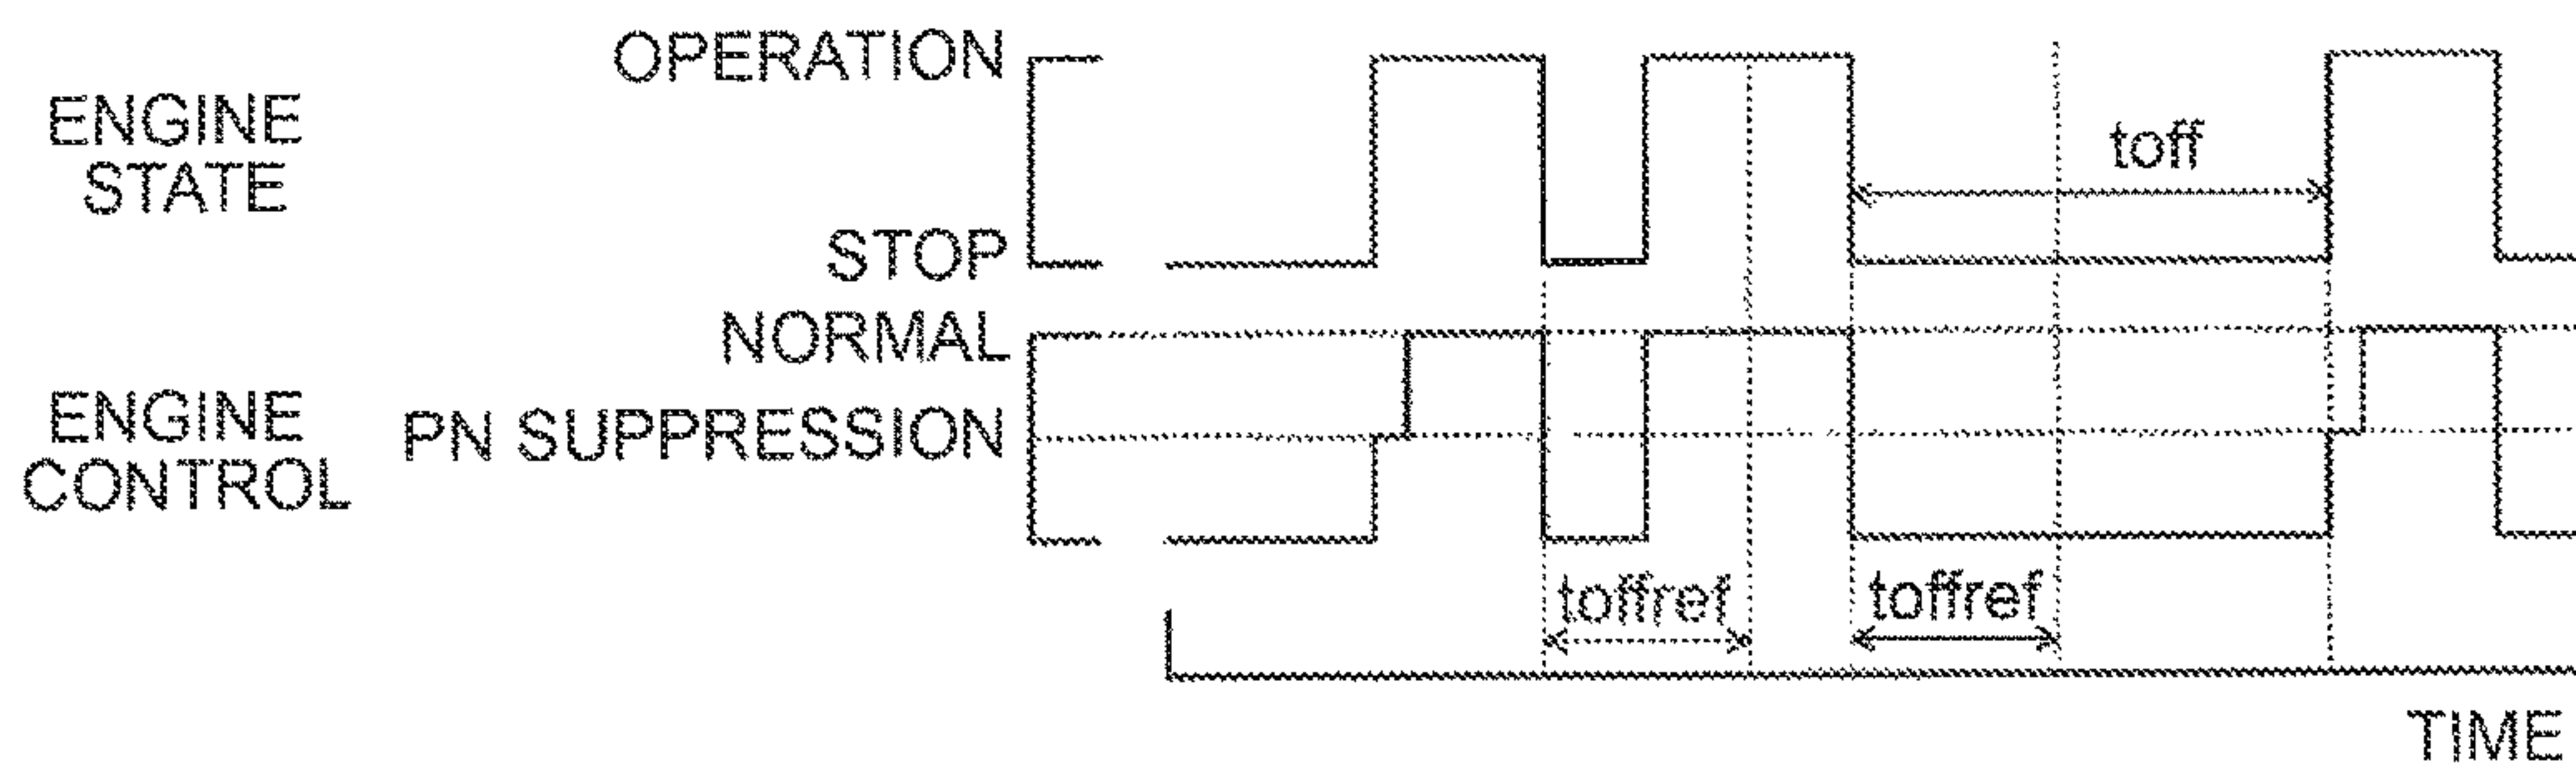 OPERATION
ENGINE
STATE
toff
STOP
NORMAL
ENGINE
CONTROL
PN SUPPRESSION
toffref
toffref
TIME